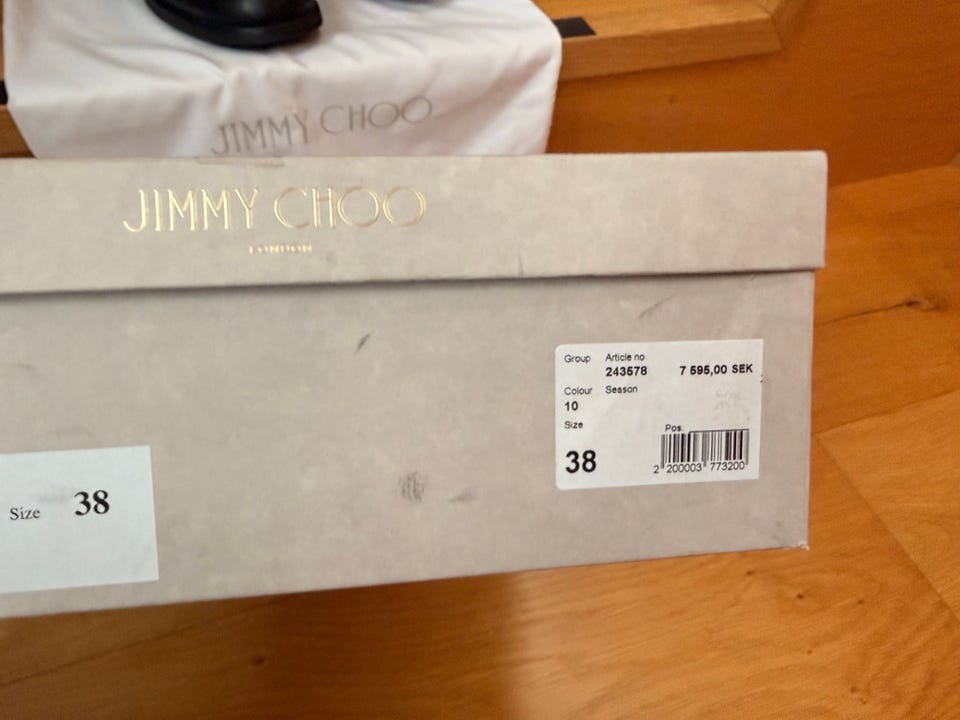 JIMMY CHOO
JIMMY CHOO
LONDON
Group Article no
243578 7 595,00 SEK
Colour Season
10
Size
Pos:
38
2 200003 773200
Size 38